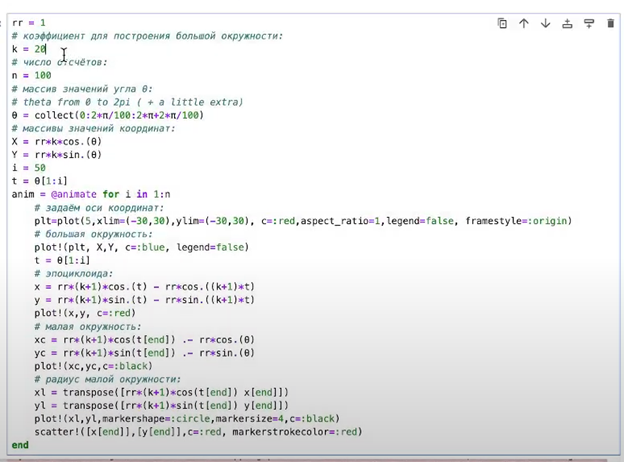 rr = 1
# коэффициент для построения большой окружности:
k = 20
# число отсчётов:
n = 100
# массив значений угла θ:
# theta from 0 to 2pi ( + a little extra)
θ = collect(0:2*π/100:2*π+2*π/100)
# массивы значений координат:
X = rr*k*cos.(θ)
Y = rr*k*sin.(θ)
i = 50
t = θ[1:i]
anim = @animate for i in 1:n
    # задаём оси координат:
    plt=plot(5,xlim=(-30,30),ylim=(-30,30), c=:red,aspect_ratio=1,legend=false, framestyle=:origin)
    # большая окружность:
    plot!(plt, X,Y, c=:blue, legend=false)
    t = θ[1:i]
    # эпоциклоида:
    x = rr*(k+1)*cos.(t) - rr*cos.((k+1)*t)
    y = rr*(k+1)*sin.(t) - rr*sin.((k+1)*t)
    plot!(x,y, c=:red)
    # малая окружность:
    xc = rr*(k+1)*cos(t[end]) .- rr*cos.(θ)
    yc = rr*(k+1)*sin(t[end]) .- rr*sin.(θ)
    plot!(xc,yc,c=:black)
    # радиус малой окружности:
    xl = transpose([rr*(k+1)*cos(t[end]) x[end]])
    yl = transpose([rr*(k+1)*sin(t[end]) y[end]])
    plot!(xl,yl,markershape=:circle,markersize=4,c=:black)
    scatter!([x[end]],[y[end]],c=:red, markerstrokecolor=:red)
end